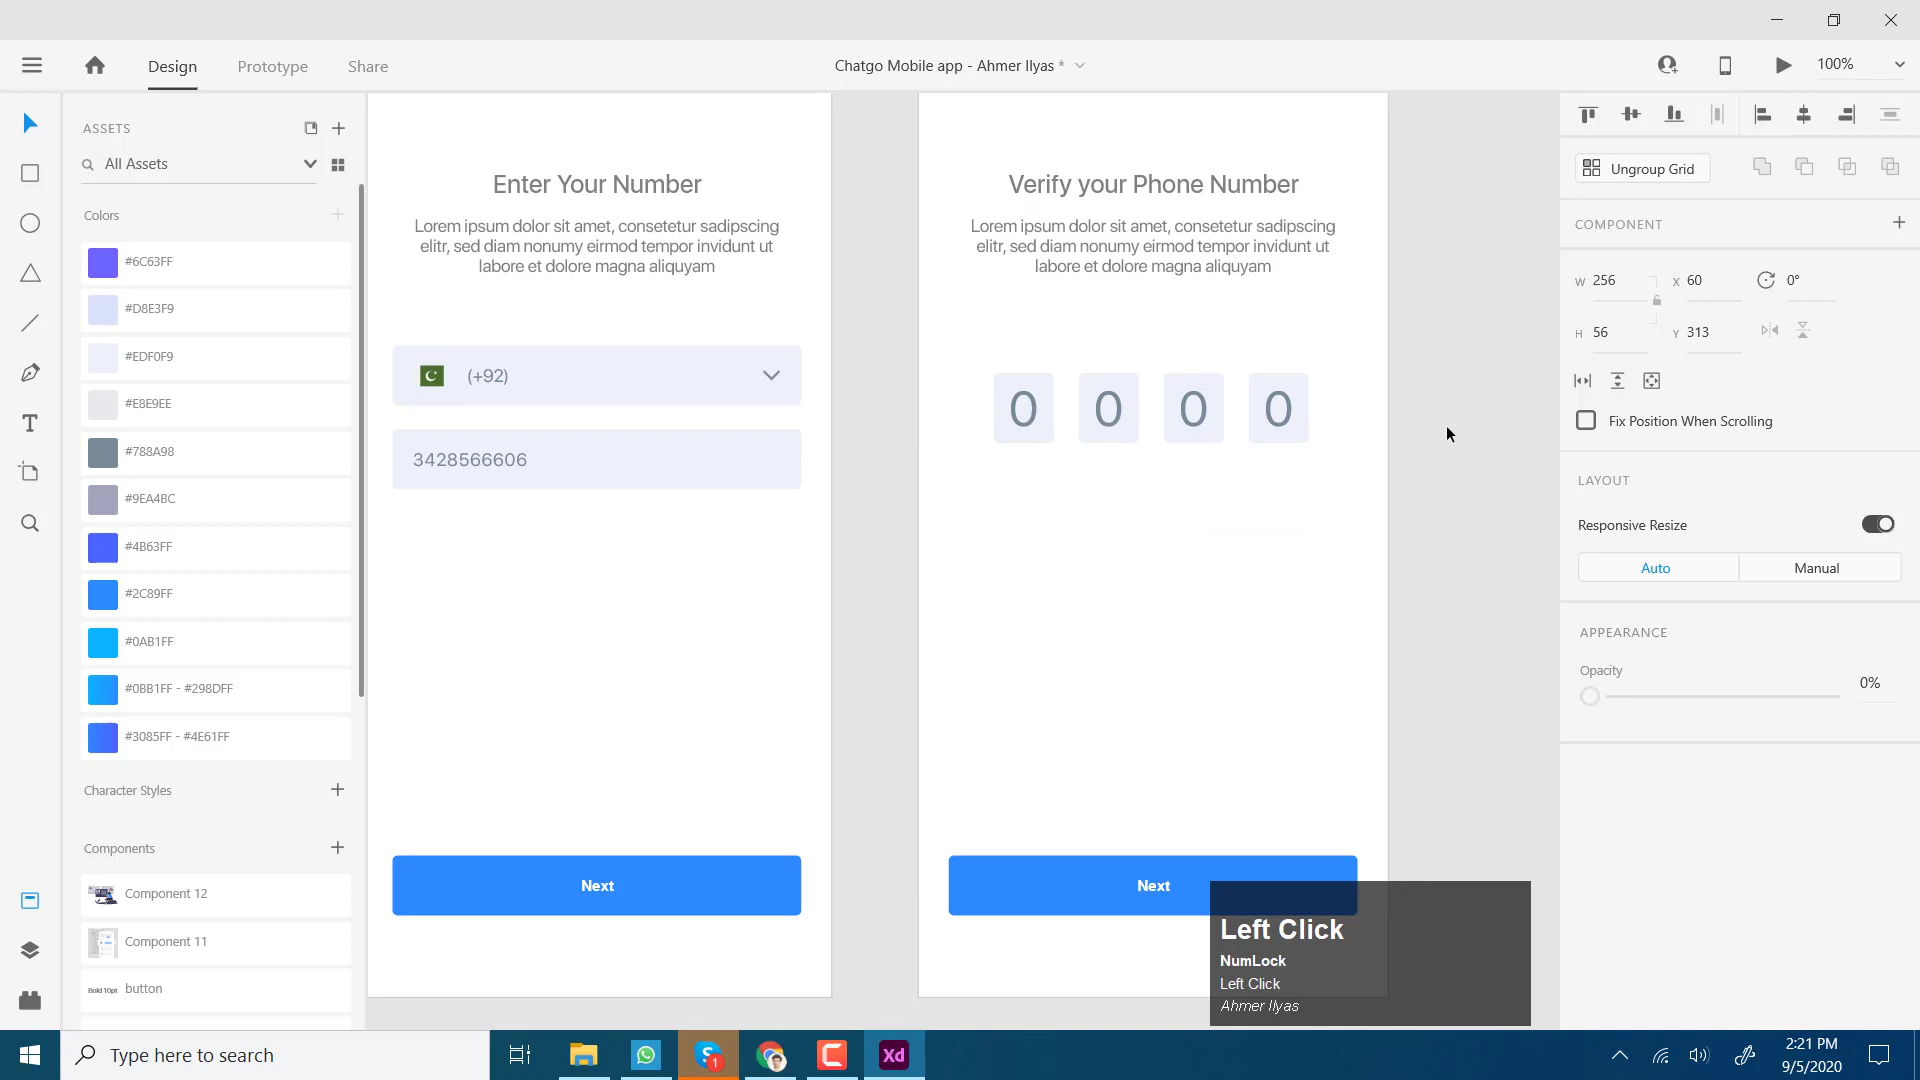 Design
Prototype
Share
Chatgo Mobile app - Ahmer Ilyas *
100%
ASSETS
All Assets
Colors
#6C63FF
#D8E3F9
#EDF0F9
#E8E9EE
#788A98
#9EA4BC
#4B63FF
#2C89FF
#0AB1FF
#0BB1FF - #298DFF
#3085FF - #4E61FF
Character Styles
Components
Component 12
Component 11
Bold 10pt button
Enter Your Number
Lorem ipsum dolor sit amet, consetetur sadipscing
elitr, sed diam nonumy eirmod tempor invidunt ut
labore et dolore magna aliquyam
(+92)
3428566606
Next
Verify your Phone Number
Lorem ipsum dolor sit amet, consetetur sadipscing
elitr, sed diam nonumy eirmod tempor invidunt ut
labore et dolore magna aliquyam
0 0 0 0
Next
Left Click
NumLock
Left Click
Ahmer Ilyas
Ungroup Grid
COMPONENT
W 256 X 60 0°
H 56 Y 313
Fix Position When Scrolling
LAYOUT
Responsive Resize
Auto Manual
APPEARANCE
Opacity
0%
Type here to search
S 1
Xd
2:21 PM
9/5/2020